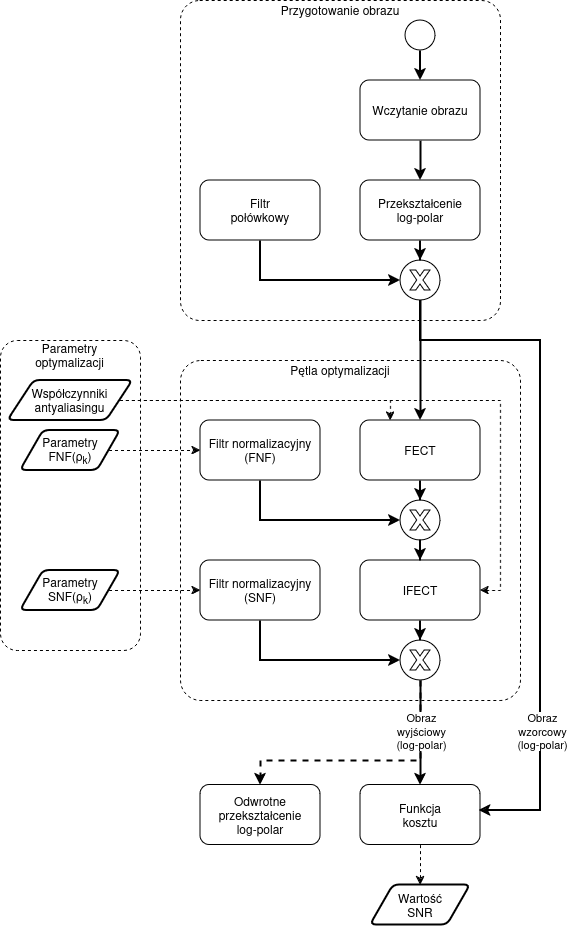 Przygotowanie obrazu
Wczytanie obrazu
Filtr
połówkowy
Przekształcenie
log-polar
Parametry
optymalizacji
Współczynniki
antyaliasingu
Parametry
FNF(ρk)
Parametry
SNF(ρk)
Pętla optymalizacji
Filtr normalizacyjny
(FNF)
FECT
Filtr normalizacyjny
(SNF)
IFECT
Obraz
wyjściowy
(log-polar)
Obraz
wzorcowy
(log-polar)
Odwrotne
przekształcenie
log-polar
Funkcja
kosztu
Wartość
SNR